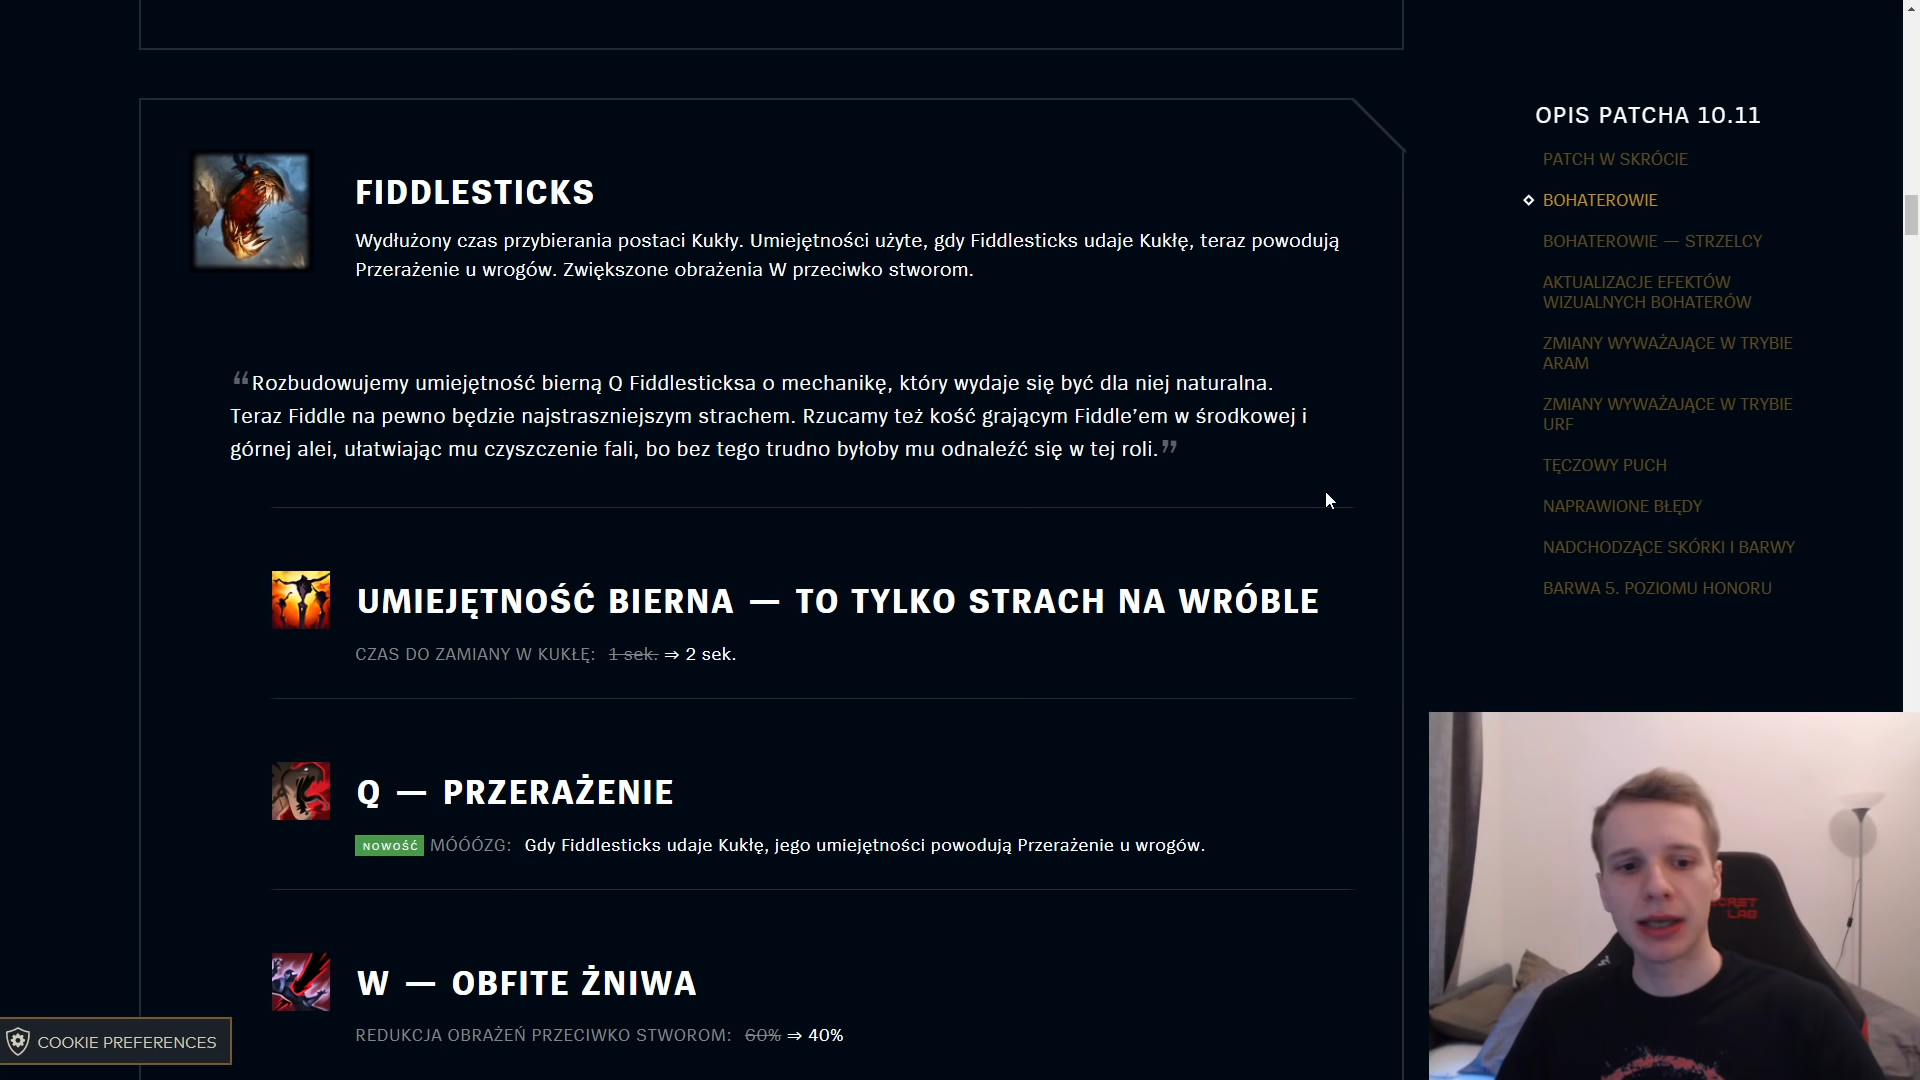 FIDDLESTICKS
Wydłużony czas przybierania postaci Kukły. Umiejętności użyte, gdy Fiddlesticks udaje Kukłę, teraz powodują
Przerażenie u wrogów. Zwiększone obrażenia W przeciwko stworom.
“Rozbudowujemy umiejętność bierną Q Fiddlesticksa o mechanikę, który wydaje się być dla niej naturalna.
Teraz Fiddle na pewno będzie najstraszniejszym strachem. Rzucamy też kość grającym Fiddle’em w środkowej i
górnej alei, ułatwiając mu czyszczenie fali, bo bez tego trudno byłoby mu odnaleźć się w tej roli.”
UMIEJĘTNOŚĆ BIERNA — TO TYLKO STRACH NA WRÓBLE
CZAS DO ZAMIANY W KUKŁĘ: 1 sek. ⇒ 2 sek.
Q — PRZERAŻENIE
NOWOŚĆ MÓÓÓZG: Gdy Fiddlesticks udaje Kukłę, jego umiejętności powodują Przerażenie u wrogów.
W — OBFITE ŻNIWA
REDUKCJA OBRAŻEŃ PRZECIWKO STWOROM: 60% ⇒ 40%
COOKIE PREFERENCES
OPIS PATCHA 10.11
PATCH W SKRÓCIE
BOHATEROWIE
BOHATEROWIE — STRZELCY
AKTUALIZACJE EFEKTÓW
WIZUALNYCH BOHATERÓW
ZMIANY WYWAŻAJĄCE W TRYBIE
ARAM
ZMIANY WYWAŻAJĄCE W TRYBIE
URF
TĘCZOWY PUCH
NAPRAWIONE BŁĘDY
NADCHODZĄCE SKÓRKI I BARWY
BARWA 5. POZIOMU HONORU
LAB